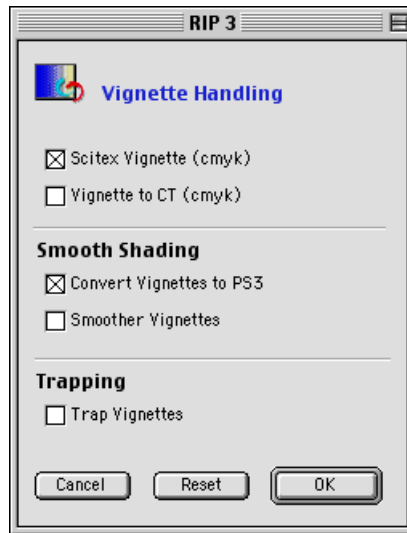 RIP 3
Vignette Handling
Scitex Vignette (cmyk)
Vignette to CT (cmyk)
Smooth Shading
Convert Vignettes to PS3
Smoother Vignettes
Trapping
Trap Vignettes
Cancel Reset OK